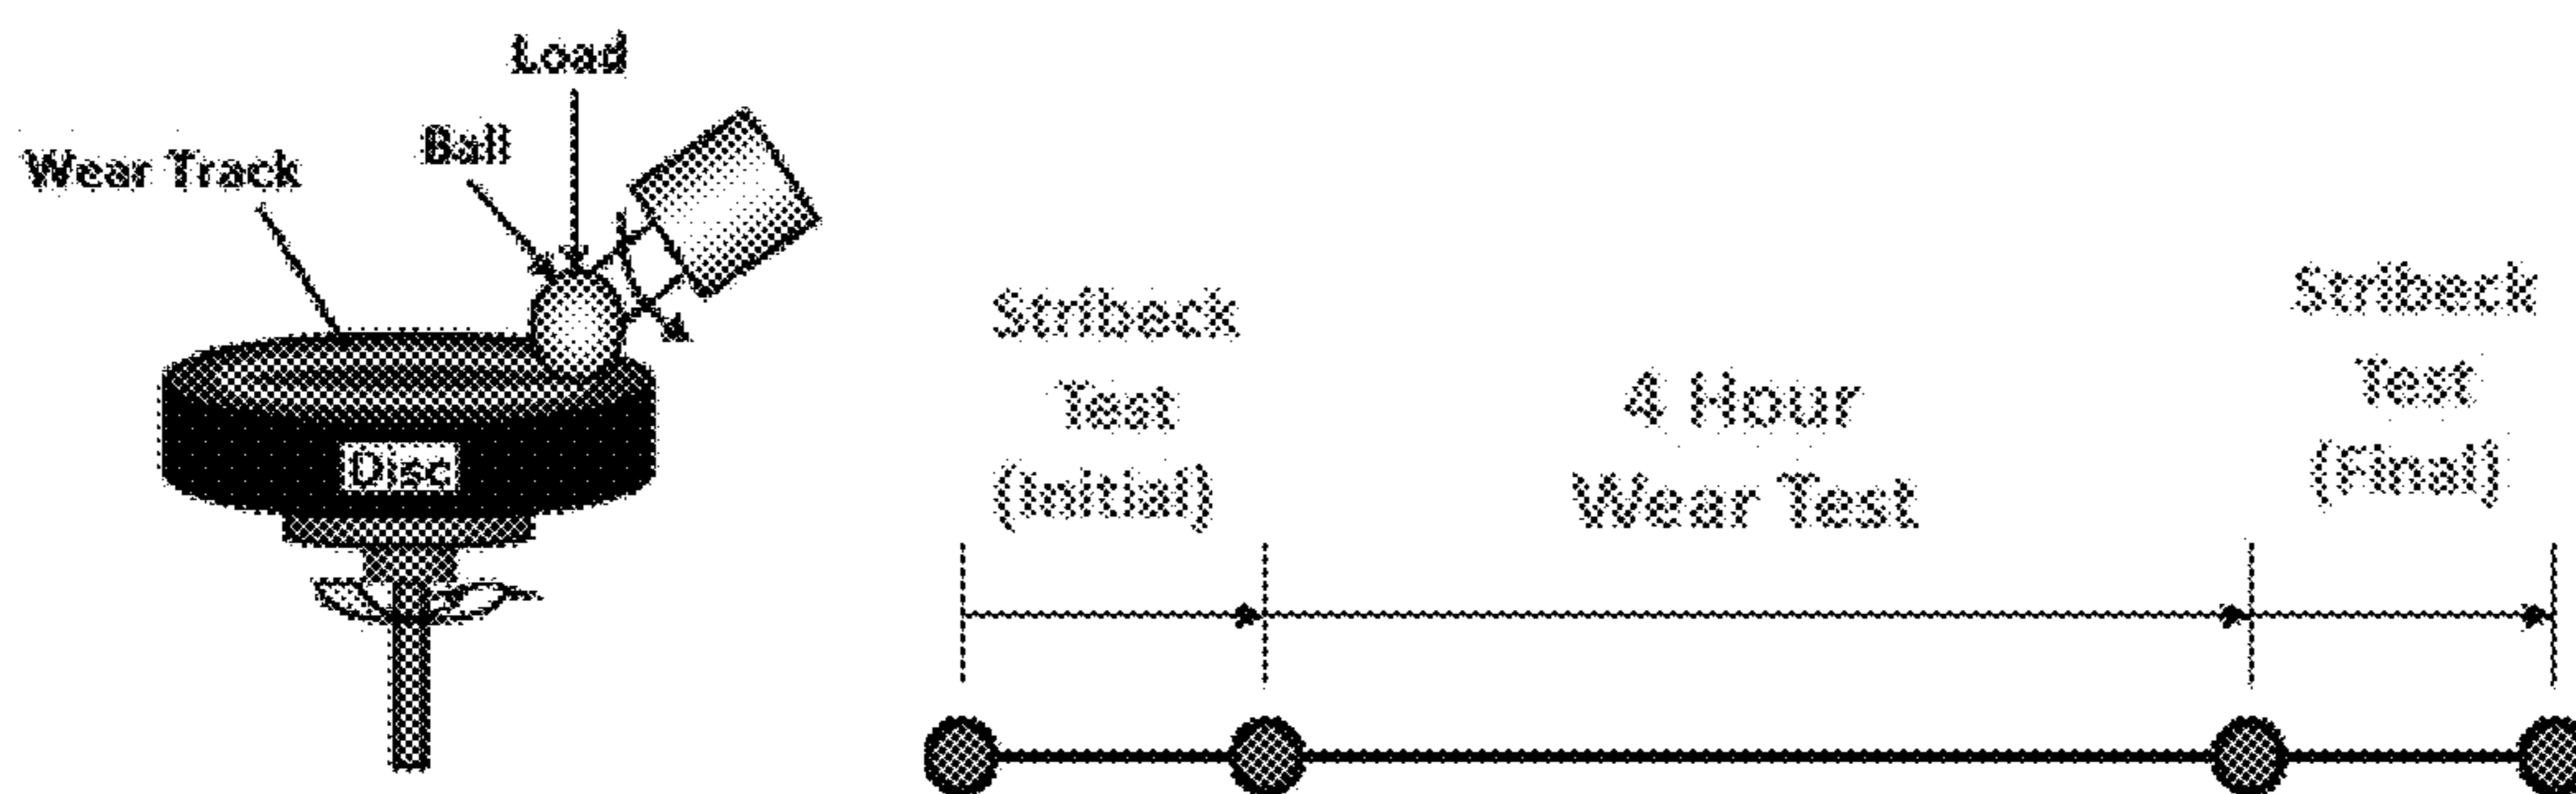 Load
Ball
Wear Track
Disc
Stribeck
Test
(Initial)
4 Hour
Wear Test
Stribeck
Test
(Final)